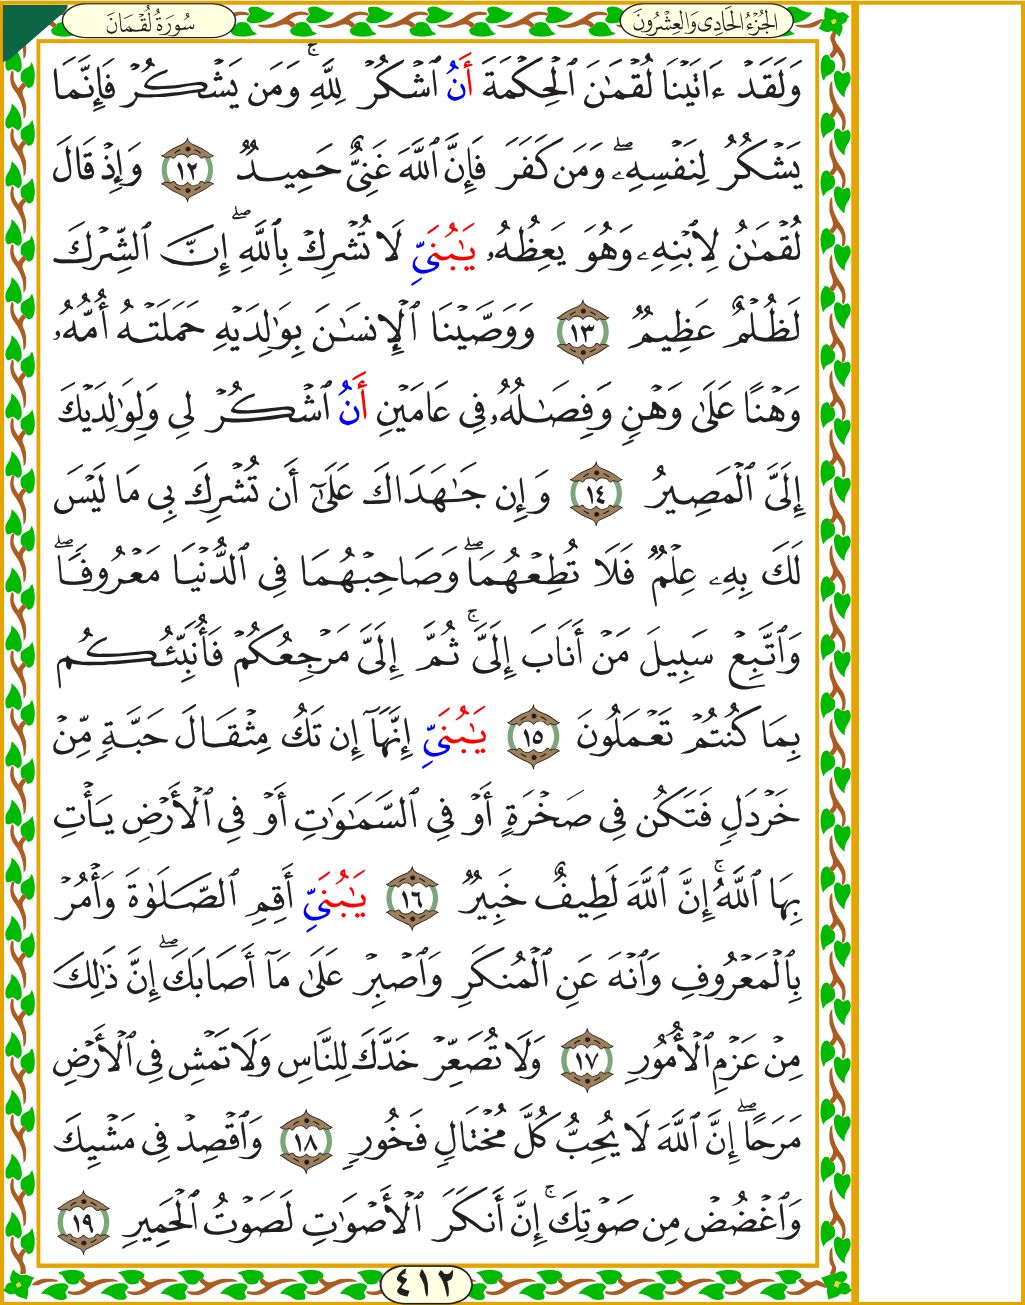 الجُزْءُ الحَادِي وَالعِشْرُونَ
سُورَةُ لُقْمَانَ
وَلَقَدْ ءَاتَيْنَا لُقْمَٰنَ ٱلْحِكْمَةَ أَنُ ٱشْكُرْ لِلَّهِۚ وَمَن يَشْكُرْ فَإِنَّمَا
يَشْكُرُ لِنَفْسِهِۦۖ وَمَن كَفَرَ فَإِنَّ ٱللَّهَ غَنِيٌّ حَمِيدٌ ١٢ وَإِذْ قَالَ
لُقْمَٰنُ لِٱبْنِهِۦ وَهُوَ يَعِظُهُۥ يَٰبُنَيِّ لَا تُشْرِكْ بِٱللَّهِۖ إِنَّ ٱلشِّرْكَ
لَظُلْمٌ عَظِيمٌ ١٣ وَوَصَّيْنَا ٱلْإِنسَٰنَ بِوَٰلِدَيْهِ حَمَلَتْهُ أُمُّهُۥ
وَهْنًا عَلَىٰ وَهْنٍ وَفِصَٰلُهُۥ فِي عَامَيْنِ أَنُ ٱشْكُرْ لِي وَلِوَٰلِدَيْكَ
إِلَيَّ ٱلْمَصِيرُ ١٤ وَإِن جَٰهَدَاكَ عَلَىٰٓ أَن تُشْرِكَ بِي مَا لَيْسَ
لَكَ بِهِۦ عِلْمٌ فَلَا تُطِعْهُمَاۖ وَصَاحِبْهُمَا فِي ٱلدُّنْيَا مَعْرُوفًاۖ
وَٱتَّبِعْ سَبِيلَ مَنْ أَنَابَ إِلَيَّۚ ثُمَّ إِلَيَّ مَرْجِعُكُمْ فَأُنَبِّئُكُم
بِمَا كُنتُمْ تَعْمَلُونَ ١٥ يَٰبُنَيِّ إِنَّهَآ إِن تَكُ مِثْقَالَ حَبَّةٍ مِّنْ
خَرْدَلٍ فَتَكُن فِي صَخْرَةٍ أَوْ فِي ٱلسَّمَٰوَٰتِ أَوْ فِي ٱلْأَرْضِ يَأْتِ
بِهَا ٱللَّهُۚ إِنَّ ٱللَّهَ لَطِيفٌ خَبِيرٌ ١٦ يَٰبُنَيِّ أَقِمِ ٱلصَّلَوٰةَ وَأْمُرْ
بِٱلْمَعْرُوفِ وَٱنْهَ عَنِ ٱلْمُنكَرِ وَٱصْبِرْ عَلَىٰ مَآ أَصَابَكَۖ إِنَّ ذَٰلِكَ
مِنْ عَزْمِ ٱلْأُمُورِ ١٧ وَلَا تُصَعِّرْ خَدَّكَ لِلنَّاسِ وَلَا تَمْشِ فِي ٱلْأَرْضِ
مَرَحًاۖ إِنَّ ٱللَّهَ لَا يُحِبُّ كُلَّ مُخْتَالٍ فَخُورٍ ١٨ وَٱقْصِدْ فِي مَشْيِكَ
وَٱغْضُضْ مِن صَوْتِكَۚ إِنَّ أَنكَرَ ٱلْأَصْوَٰتِ لَصَوْتُ ٱلْحَمِيرِ ١٩
٤١٢